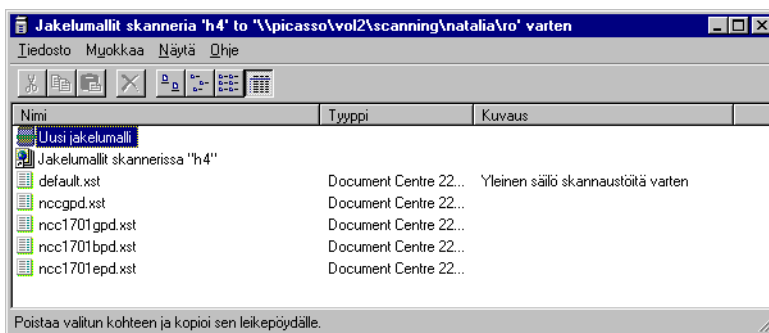 Jakelumallit skanneria 'h4' to '\\picasso\vol2\scanning\natalia\ro' varten
Tiedosto Muokkaa Näytä Ohje
Nimi Tyyppi Kuvaus
Uusi jakelumalli
Jakelumallit skannerissa "h4"
default.xst Document Centre 22... Yleinen säilö skannaustöitä varten
nccgpd.xst Document Centre 22...
ncc1701gpd.xst Document Centre 22...
ncc1701bpd.xst Document Centre 22...
ncc1701epd.xst Document Centre 22...
Poistaa valitun kohteen ja kopioi sen leikepöydälle.